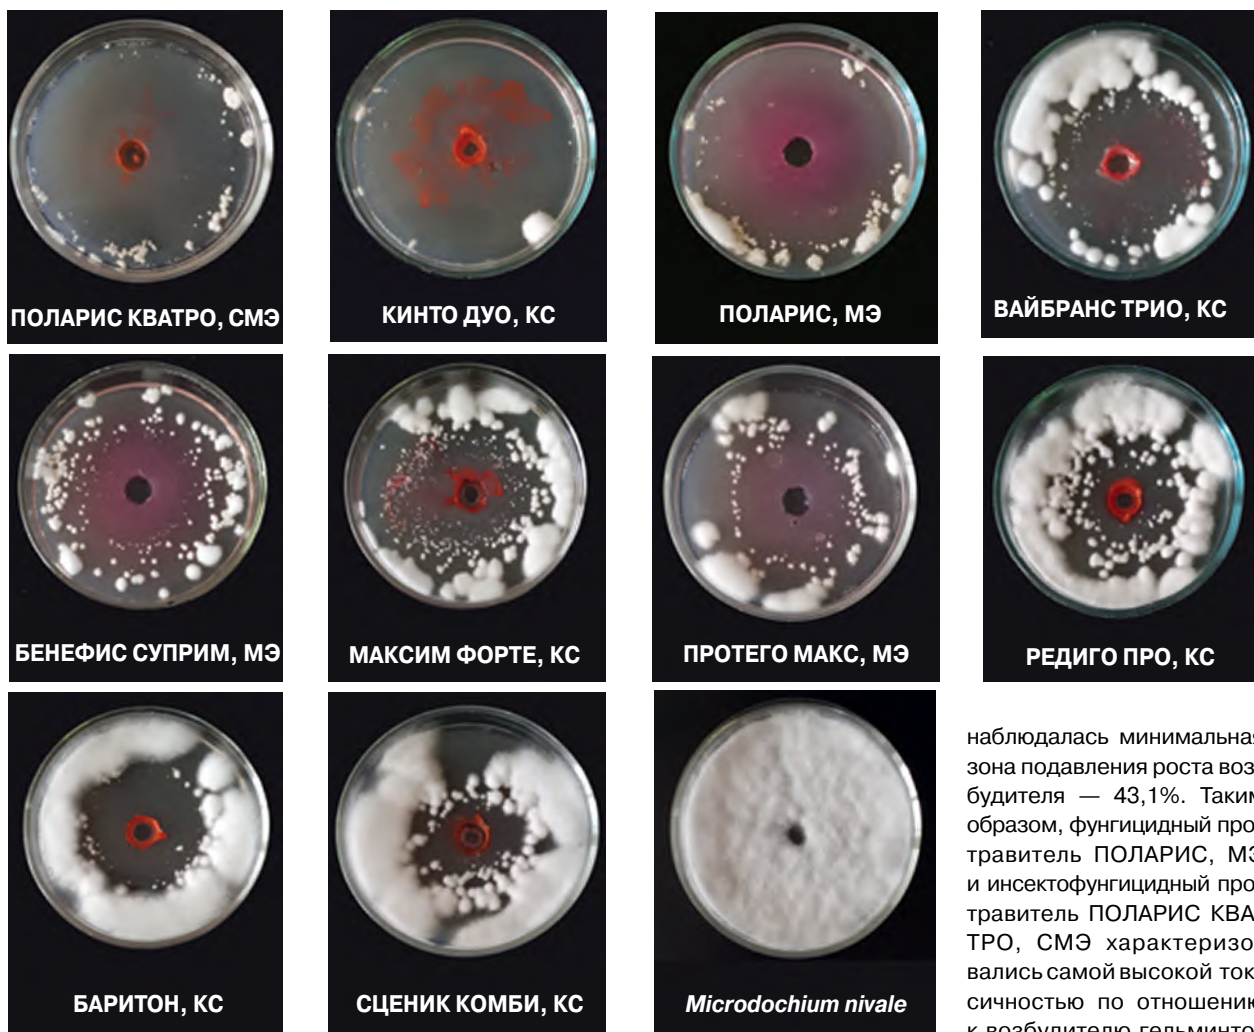 ПОЛАРИС КВАТРО, СМЭ
КИНТО ДУО, КС
ПОЛАРИС, МЭ
ВАЙБРАНС ТРИО, КС
БЕНЕФИС СУПРИМ, МЭ
МАКСИМ ФОРТЕ, КС
ПРОТЕГО МАКС, МЭ
РЕДИГО ПРО, КС
БАРИТОН, КС
СЦЕНИК КОМБИ, КС
Microdochium nivale
наблюдалась минимальная
зона подавления роста воз-
будителя — 43,1%. Таким
образом, фунгицидный про-
травитель ПОЛАРИС, МЭ
и инсектофунгицидный про-
травитель ПОЛАРИС КВА-
ТРО, СМЭ характеризо-
вались самой высокой ток-
сичностью по отношению
к возбудителю гельминто-